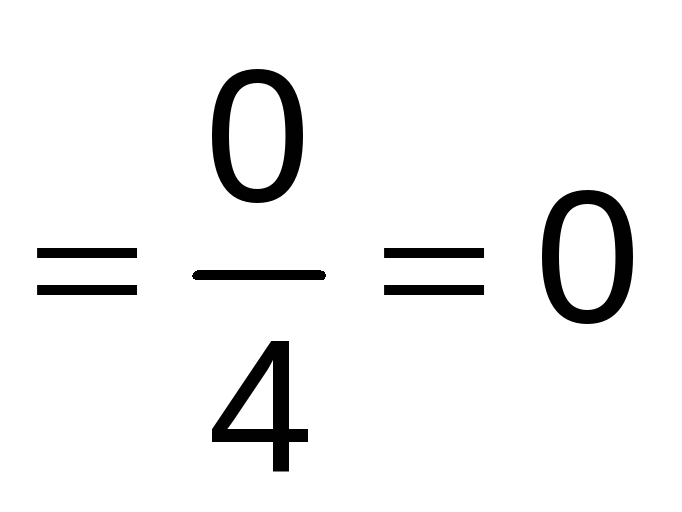 = 0/4 = 0